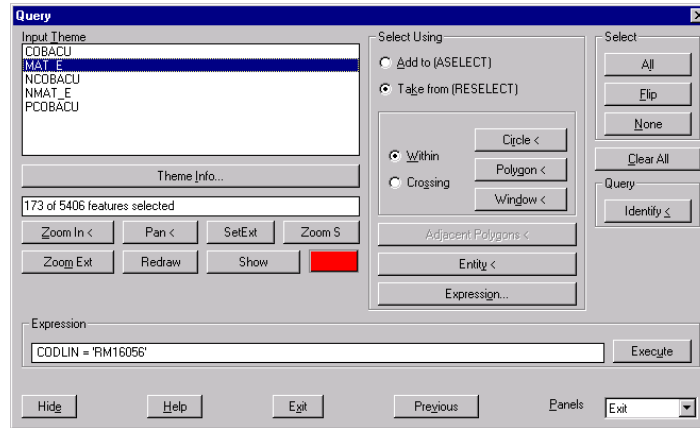 Query
Input Theme
COBACU
MAT_E
NCOBACU
NMAT_E
PCOBACU
Theme Info...
173 of 5406 features selected
Zoom In <
Pan <
SetExt
Zoom S
Zoom Ext
Redraw
Show
Select Using
Add to (ASELECT)
Take from (RESELECT)
Within
Crossing
Circle <
Polygon <
Window <
Adjacent Polygons <
Entity <
Expression...
Select
All
Flip
None
Clear All
Query
Identify <
Expression
CODLIN = 'RM16056'
Execute
Hide
Help
Exit
Previous
Panels
Exit